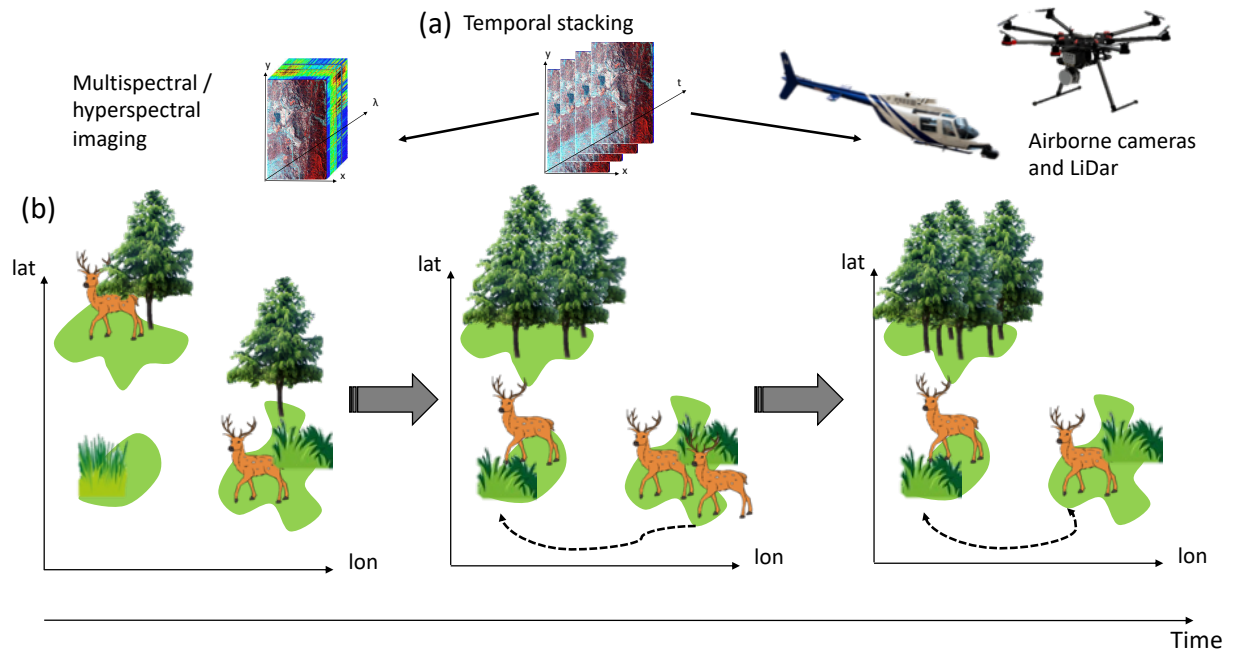 (a) Temporal stacking
Multispectral /
hyperspectral
imaging
y
λ
x
y
t
x
Airborne cameras
and LiDar
(b)
lat
lon
lat
lon
lat
lon
Time